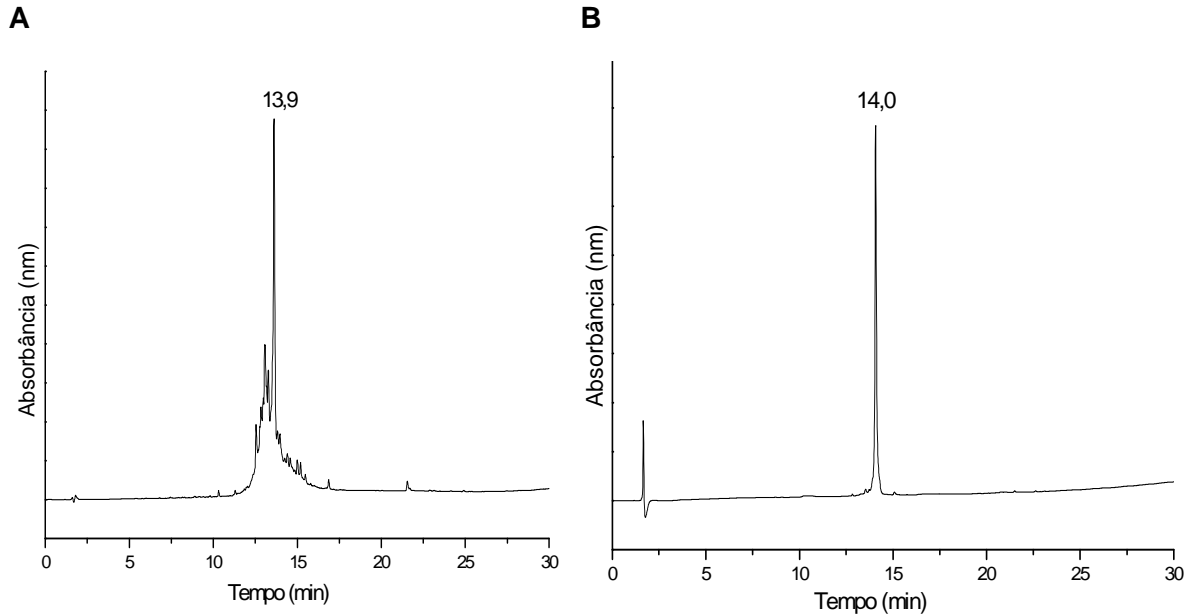 A
13,9
Absorbância (nm)
0 5 10 15 20 25 30
Tempo (min)
B
14,0
Absorbância (nm)
0 5 10 15 20 25 30
Tempo (min)